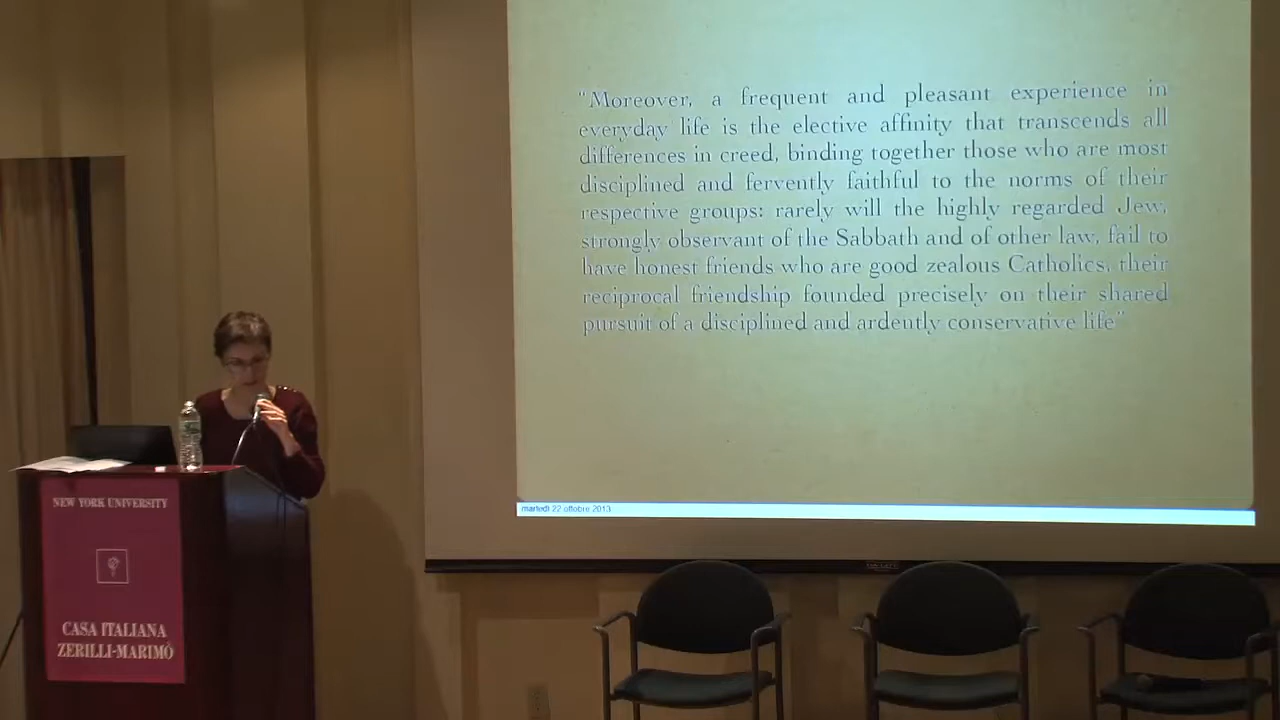 "Moreover, a frequent and pleasant experience in
everyday life is the elective affinity that transcends all
differences in creed, binding together those who are most
disciplined and fervently faithful to the norms of their
respective groups: rarely will the highly regarded Jew,
strongly observant of the Sabbath and of other law, fail to
have honest friends who are good zealous Catholics, their
reciprocal friendship founded precisely on their shared
pursuit of a disciplined and ardently conservative life"
martedì 22 ottobre 2013
NEW YORK UNIVERSITY
CASA ITALIANA
ZERILLI-MARIMÒ